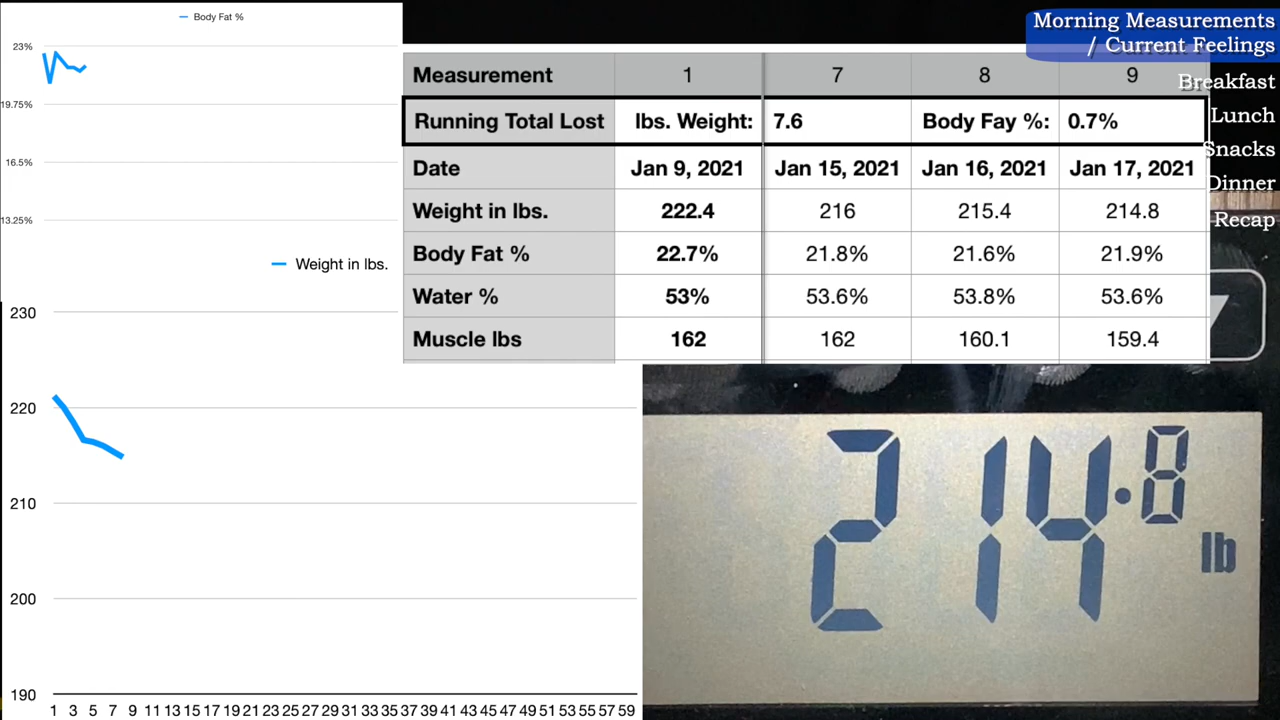 Body Fat %
23%
19.75%
16.5%
13.25%
Weight in lbs.
230
220
210
200
190
1 3 5 7 9 11 13 15 17 19 21 23 25 27 29 31 33 35 37 39 41 43 45 47 49 51 53 55 57 59
Measurement 1 7 8 9
Running Total Lost lbs. Weight: 7.6 Body Fay %: 0.7%
Date Jan 9, 2021 Jan 15, 2021 Jan 16, 2021 Jan 17, 2021
Weight in lbs. 222.4 216 215.4 214.8
Body Fat % 22.7% 21.8% 21.6% 21.9%
Water % 53% 53.6% 53.8% 53.6%
Muscle lbs 162 162 160.1 159.4
Morning Measurements
/ Current Feelings
Breakfast
Lunch
Snacks
Dinner
Recap
214.8
lb